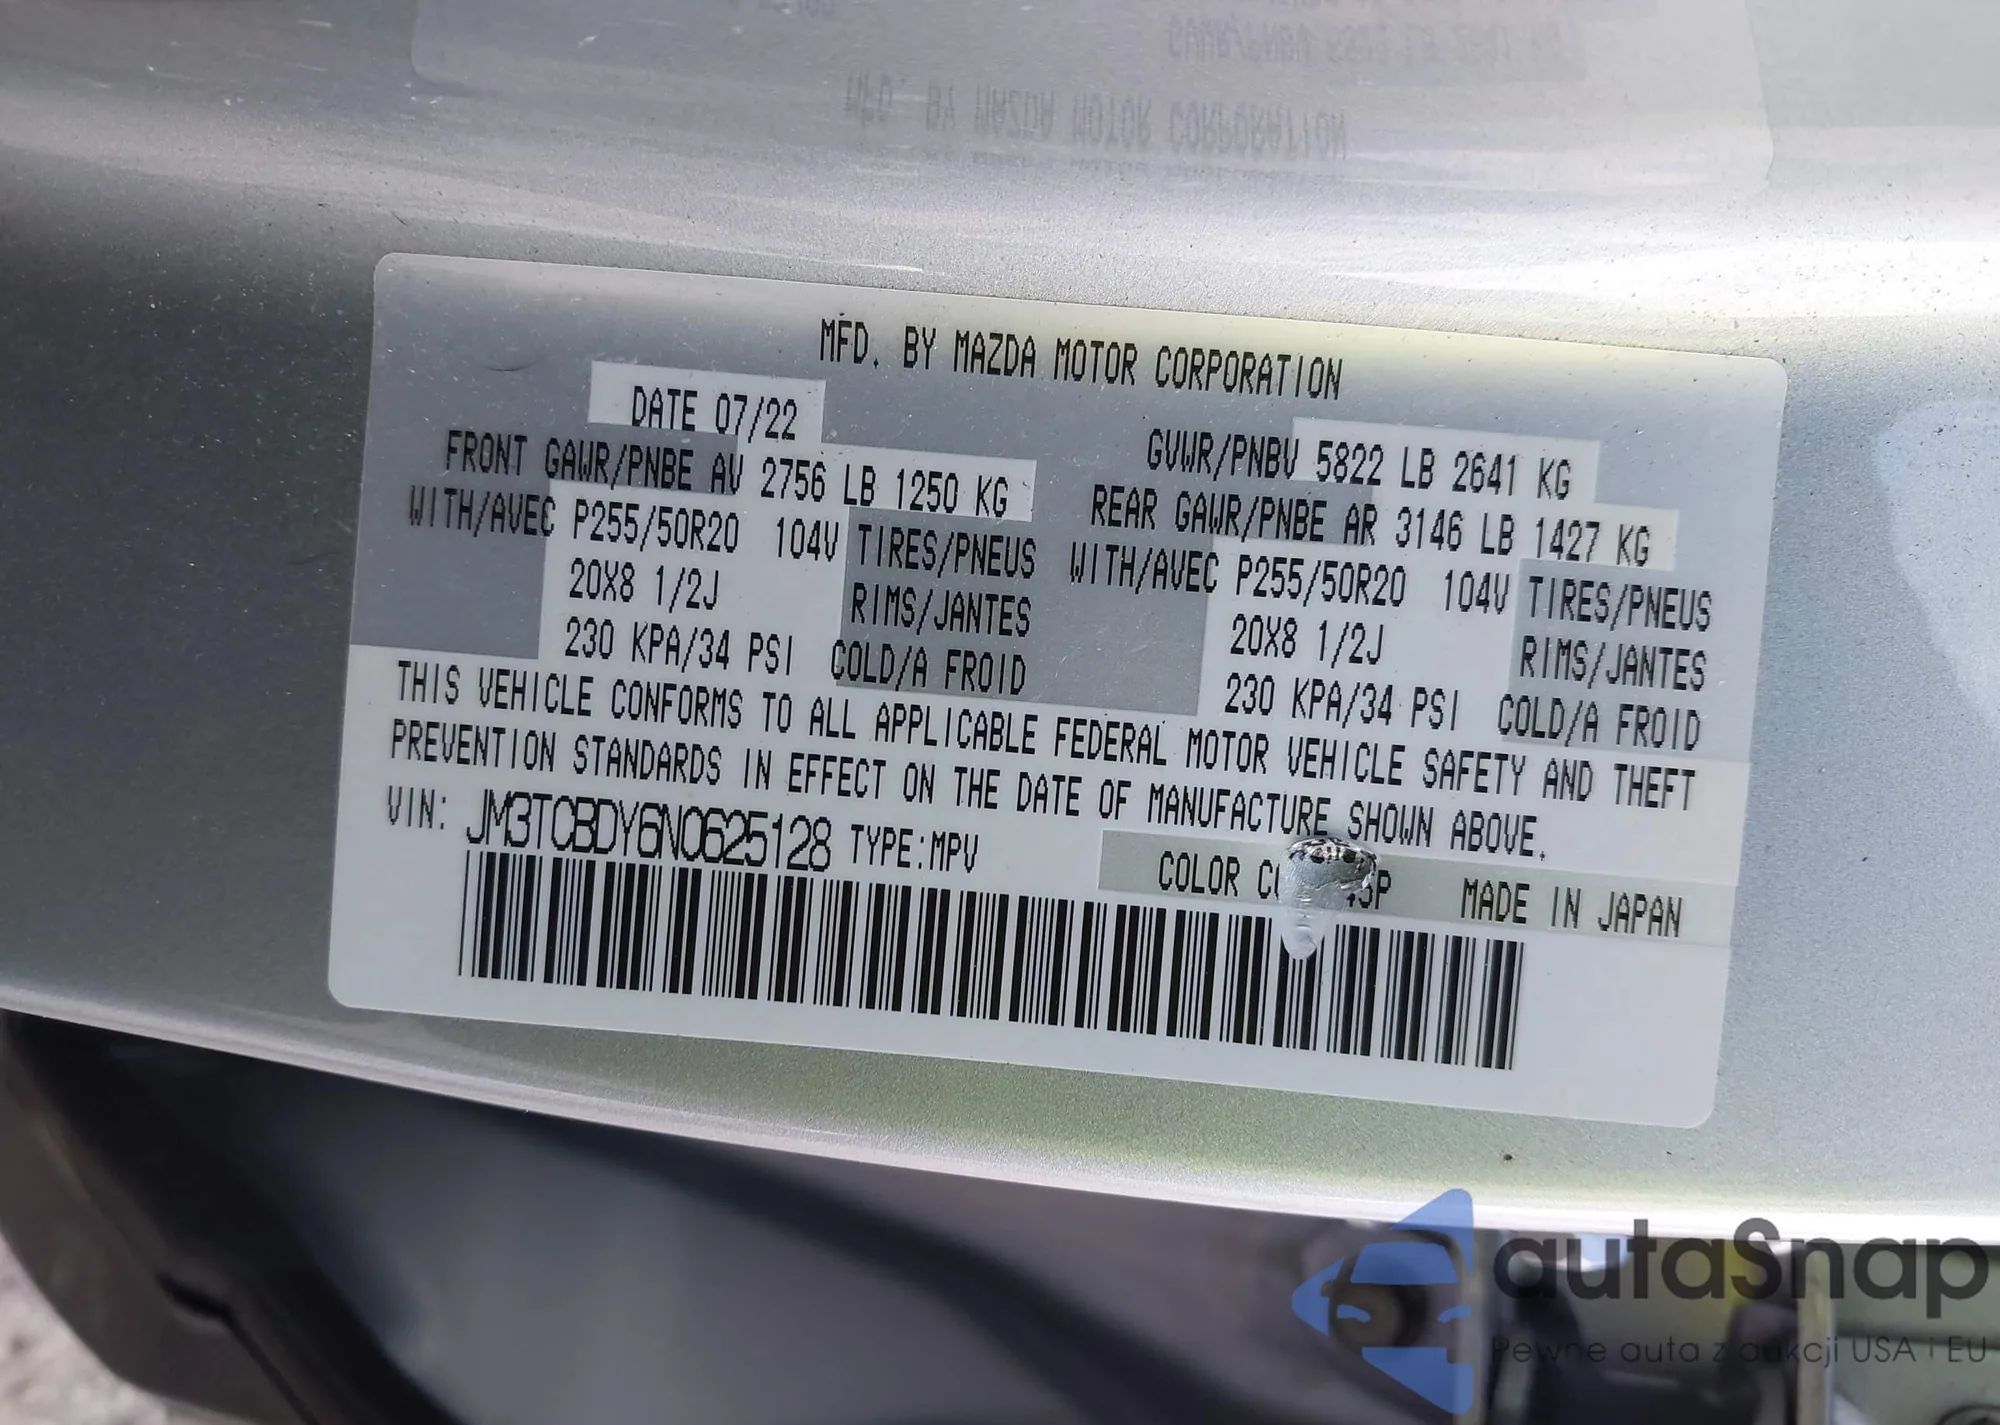 MFD. BY MAZDA MOTOR CORPORATION
DATE 07/22
GVWR/PNBV 5822 LB 2641 KG
FRONT GAWR/PNBE AV 2756 LB 1250 KG
REAR GAWR/PNBE AR 3146 LB 1427 KG
WITH/AVEC P255/50R20 104V TIRES/PNEUS
WITH/AVEC P255/50R20 104V TIRES/PNEUS
20X8 1/2J RIMS/JANTES
20X8 1/2J RIMS/JANTES
230 KPA/34 PSI COLD/A FROID
230 KPA/34 PSI COLD/A FROID
THIS VEHICLE CONFORMS TO ALL APPLICABLE FEDERAL MOTOR VEHICLE SAFETY AND THEFT
PREVENTION STANDARDS IN EFFECT ON THE DATE OF MANUFACTURE SHOWN ABOVE.
VIN: JM3TCBDY6N0625128 TYPE:MPV
COLOR MADE IN JAPAN
autaSnap
Pewne auta z aukcji USA i EU